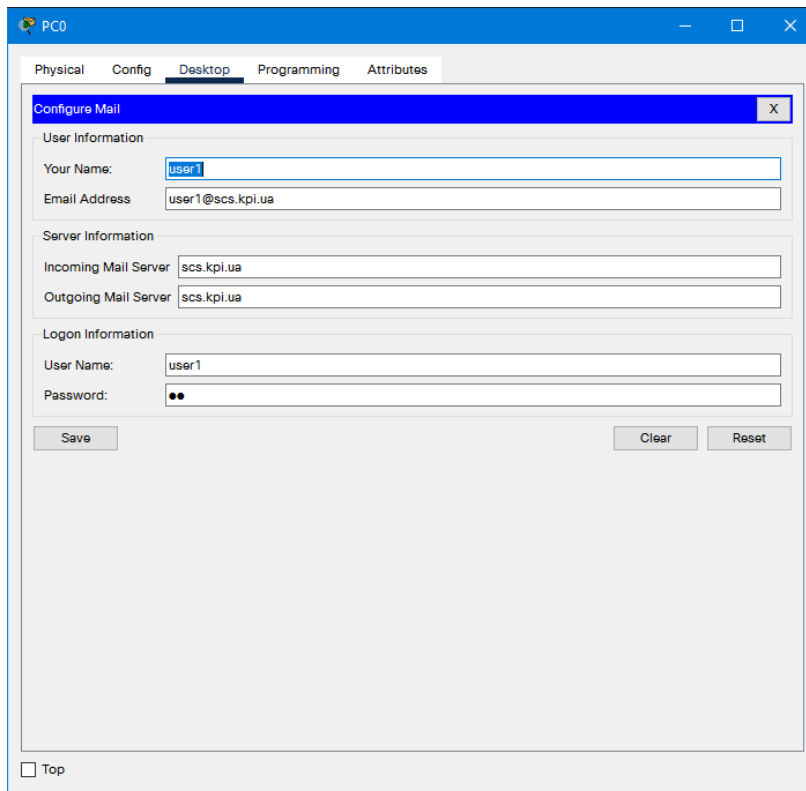 PC0
Physical Config Desktop Programming Attributes
Configure Mail X
User Information
Your Name: user1
Email Address user1@scs.kpi.ua
Server Information
Incoming Mail Server scs.kpi.ua
Outgoing Mail Server scs.kpi.ua
Logon Information
User Name: user1
Password: ●●
Save Clear Reset
Top